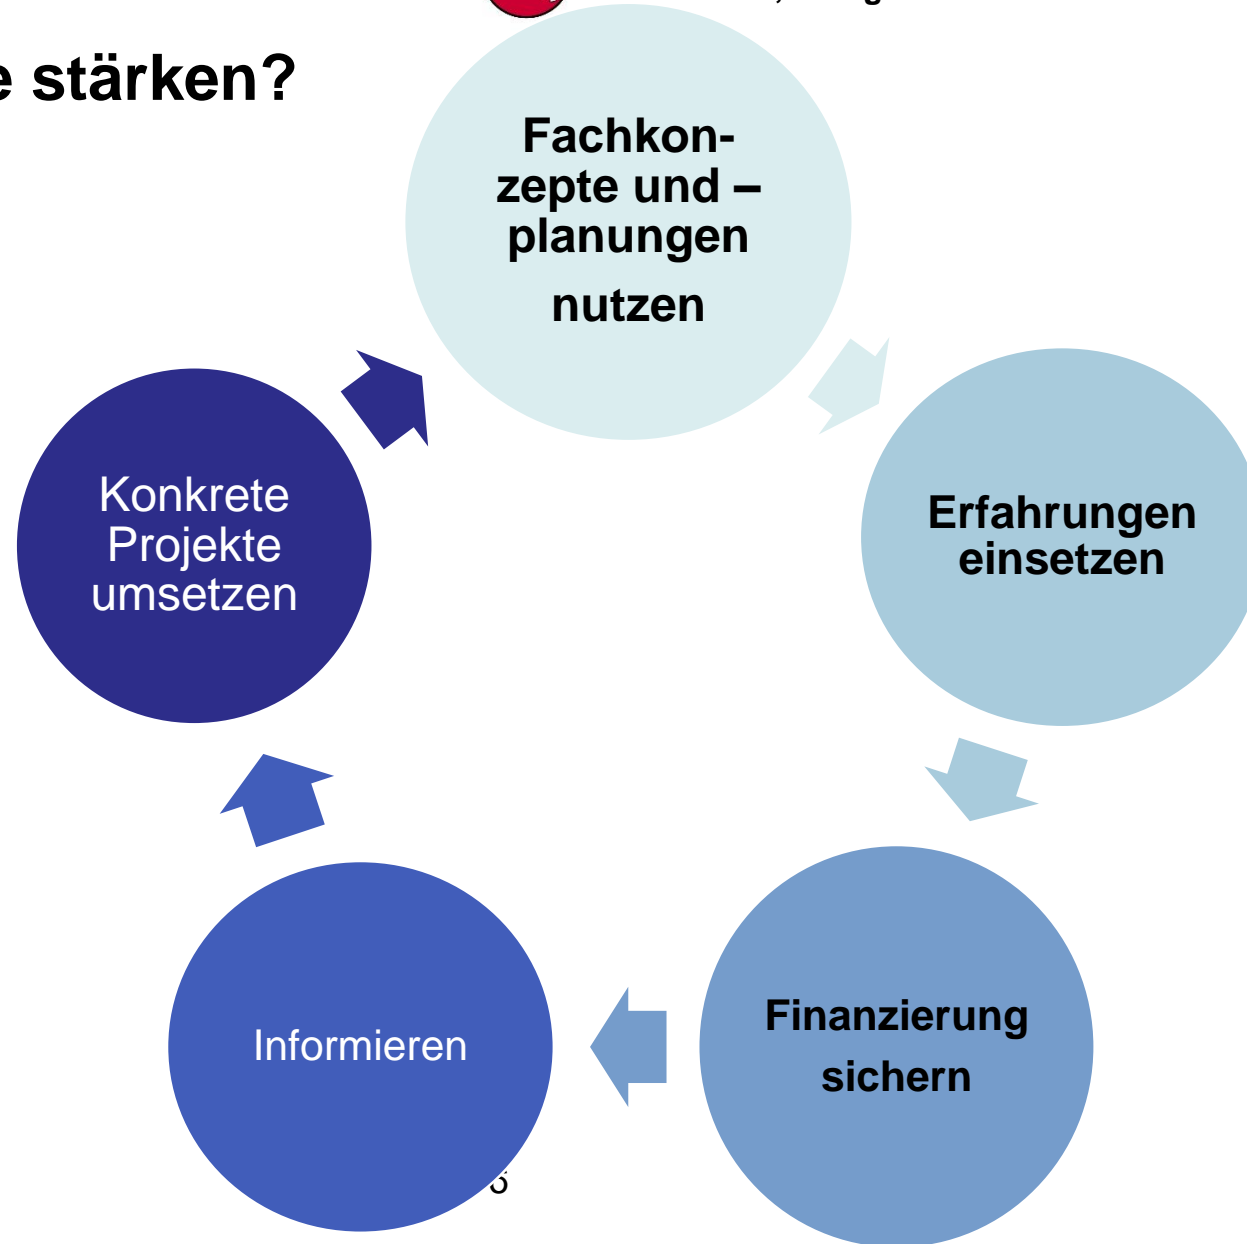 e stärken?
Fachkon-
zepte und –
planungen
nutzen
Erfahrungen
einsetzen
Finanzierung
sichern
Informieren
Konkrete
Projekte
umsetzen